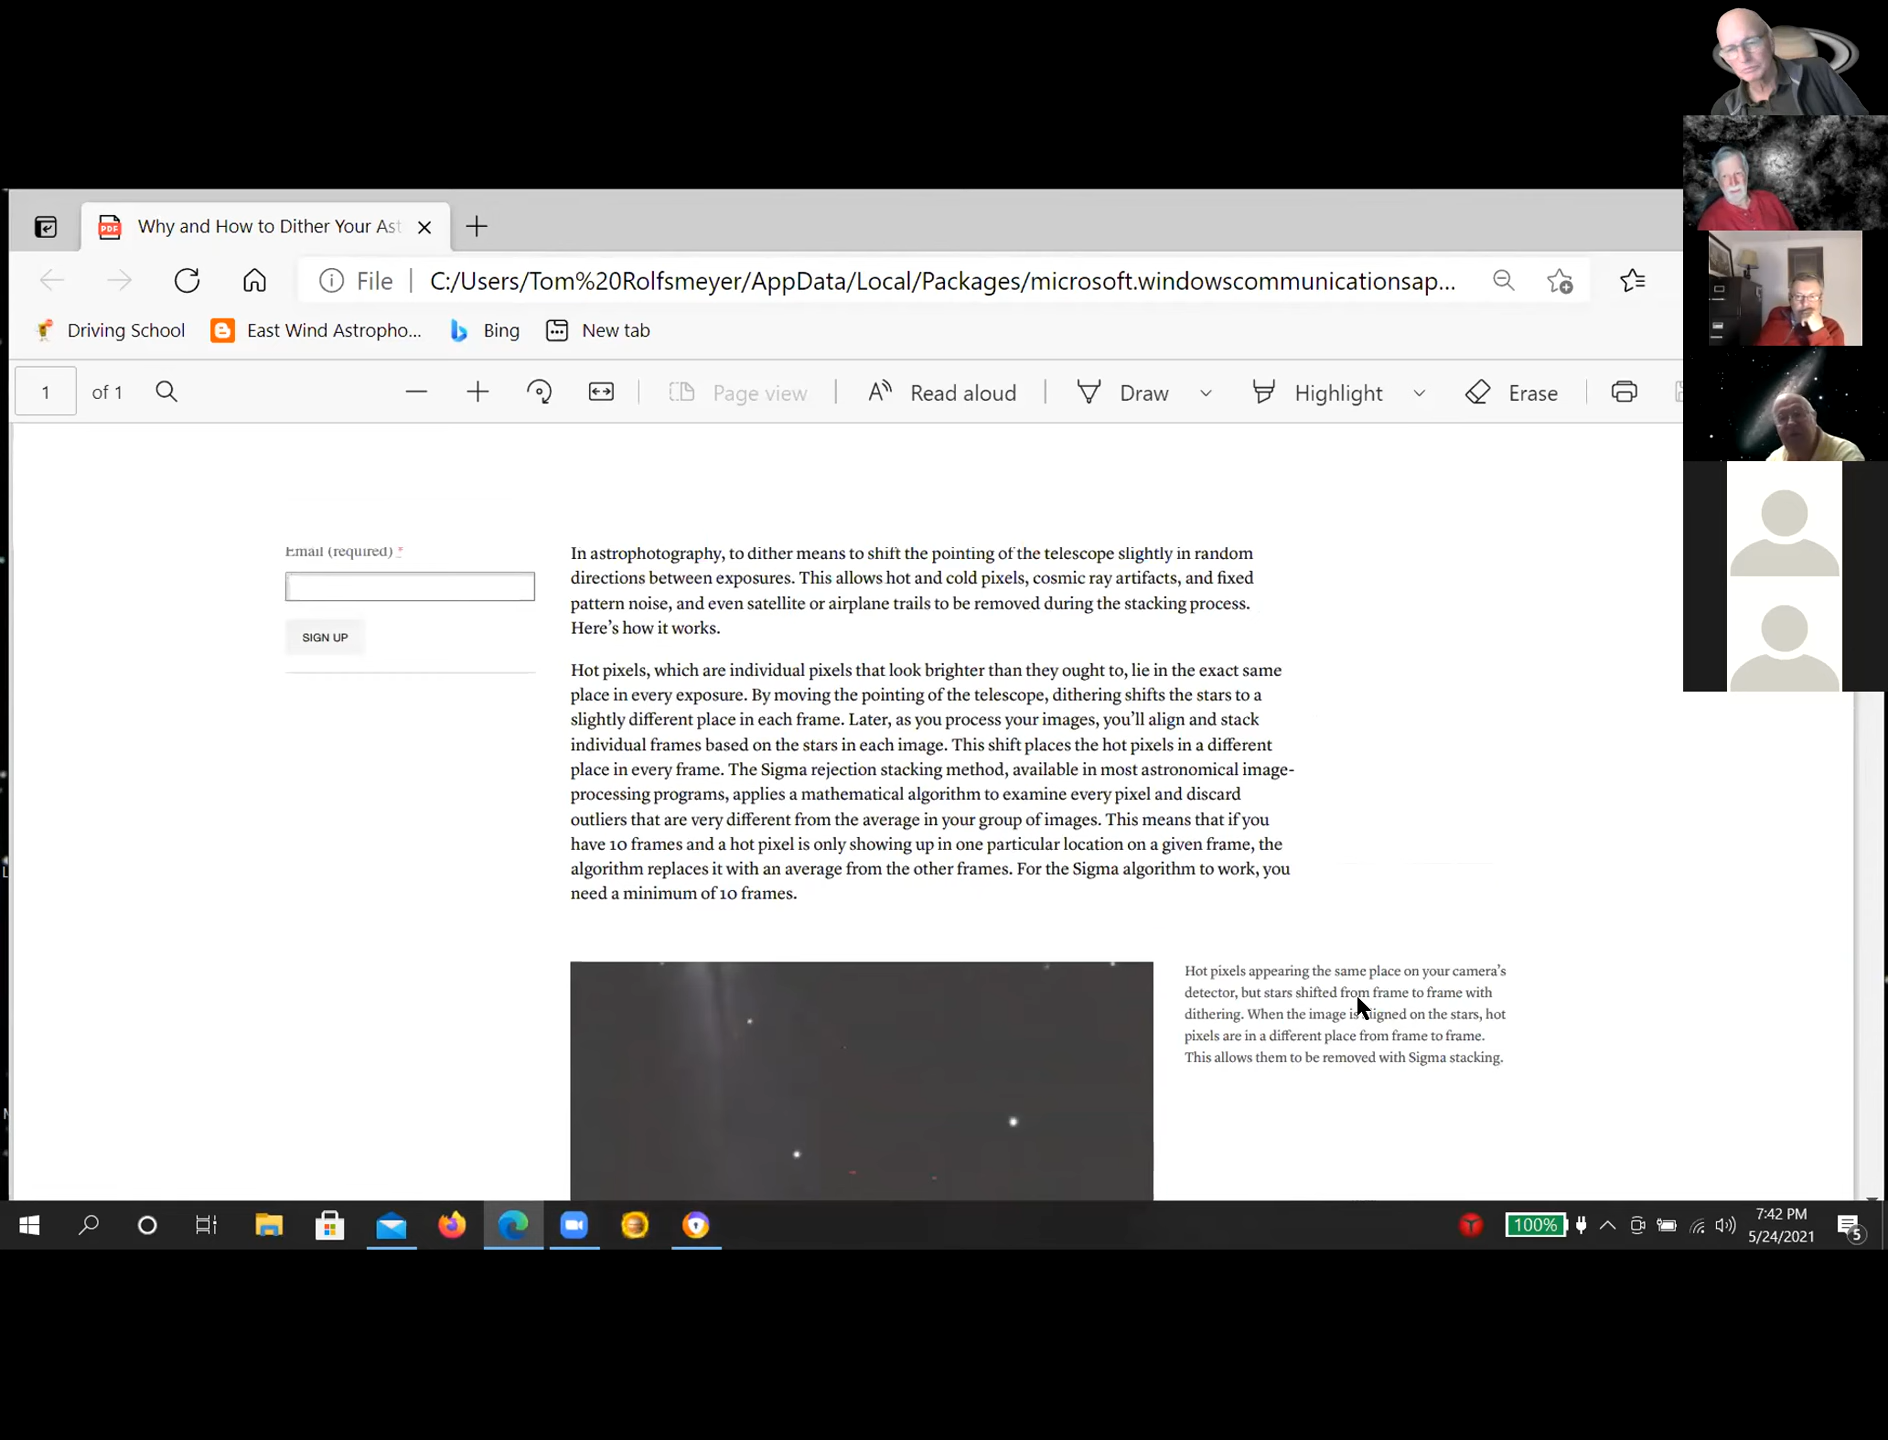 Why and How to Dither Your Ast
File
C:/Users/Tom%20Rolfsmeyer/AppData/Local/Packages/microsoft.windowscommunicationsap...
Driving School
East Wind Astropho...
Bing
New tab
1 of 1
Page view
Read aloud
Draw
Highlight
Erase
Email (required) *
SIGN UP
In astrophotography, to dither means to shift the pointing of the telescope slightly in random
directions between exposures. This allows hot and cold pixels, cosmic ray artifacts, and fixed
pattern noise, and even satellite or airplane trails to be removed during the stacking process.
Here's how it works.
Hot pixels, which are individual pixels that look brighter than they ought to, lie in the exact same
place in every exposure. By moving the pointing of the telescope, dithering shifts the stars to a
slightly different place in each frame. Later, as you process your images, you'll align and stack
individual frames based on the stars in each image. This shift places the hot pixels in a different
place in every frame. The Sigma rejection stacking method, available in most astronomical image-
processing programs, applies a mathematical algorithm to examine every pixel and discard
outliers that are very different from the average in your group of images. This means that if you
have 10 frames and a hot pixel is only showing up in one particular location on a given frame, the
algorithm replaces it with an average from the other frames. For the Sigma algorithm to work, you
need a minimum of 10 frames.
Hot pixels appearing the same place on your camera's
detector, but stars shifted from frame to frame with
dithering. When the image is aligned on the stars, hot
pixels are in a different place from frame to frame.
This allows them to be removed with Sigma stacking.
100%
7:42 PM
5/24/2021
5